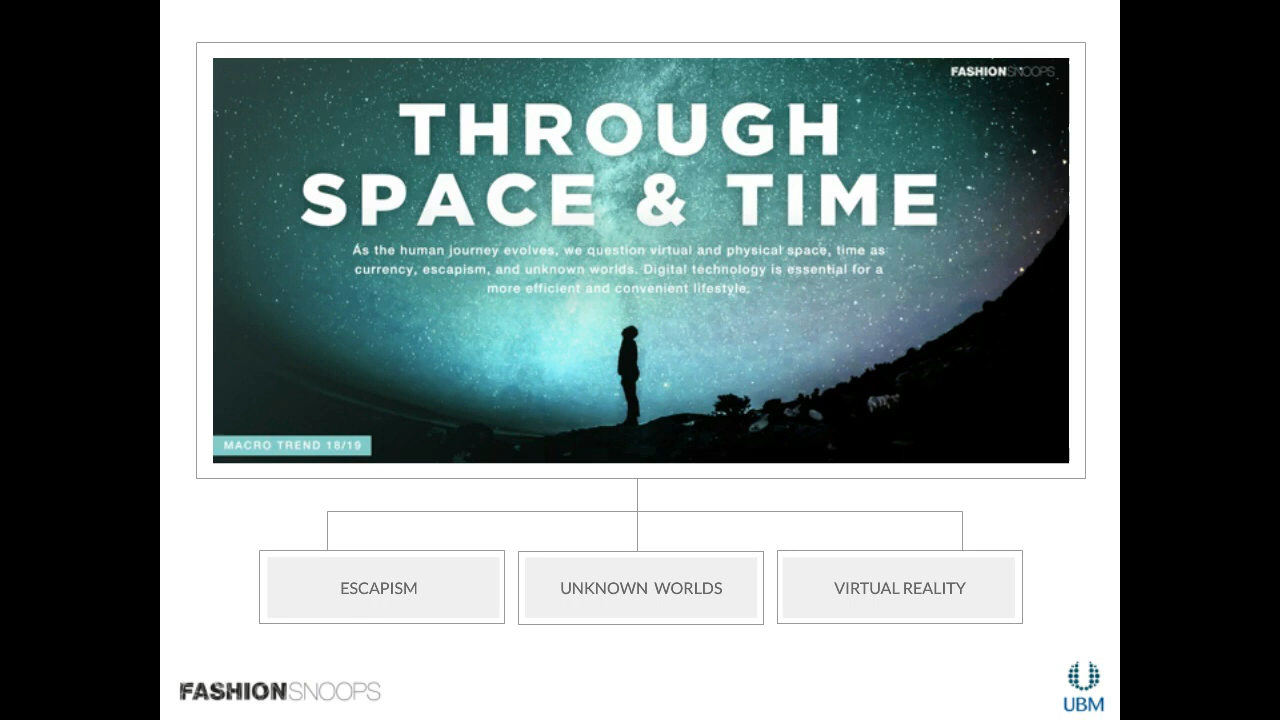 FASHIONSNOOPS
THROUGH
SPACE & TIME
As the human journey evolves, we question virtual and physical space, time as
currency, escapism, and unknown worlds. Digital technology is essential for a
more efficient and convenient lifestyle.
MACRO TREND 18/19
ESCAPISM
UNKNOWN WORLDS
VIRTUAL REALITY
FASHIONSNOOPS
UBM